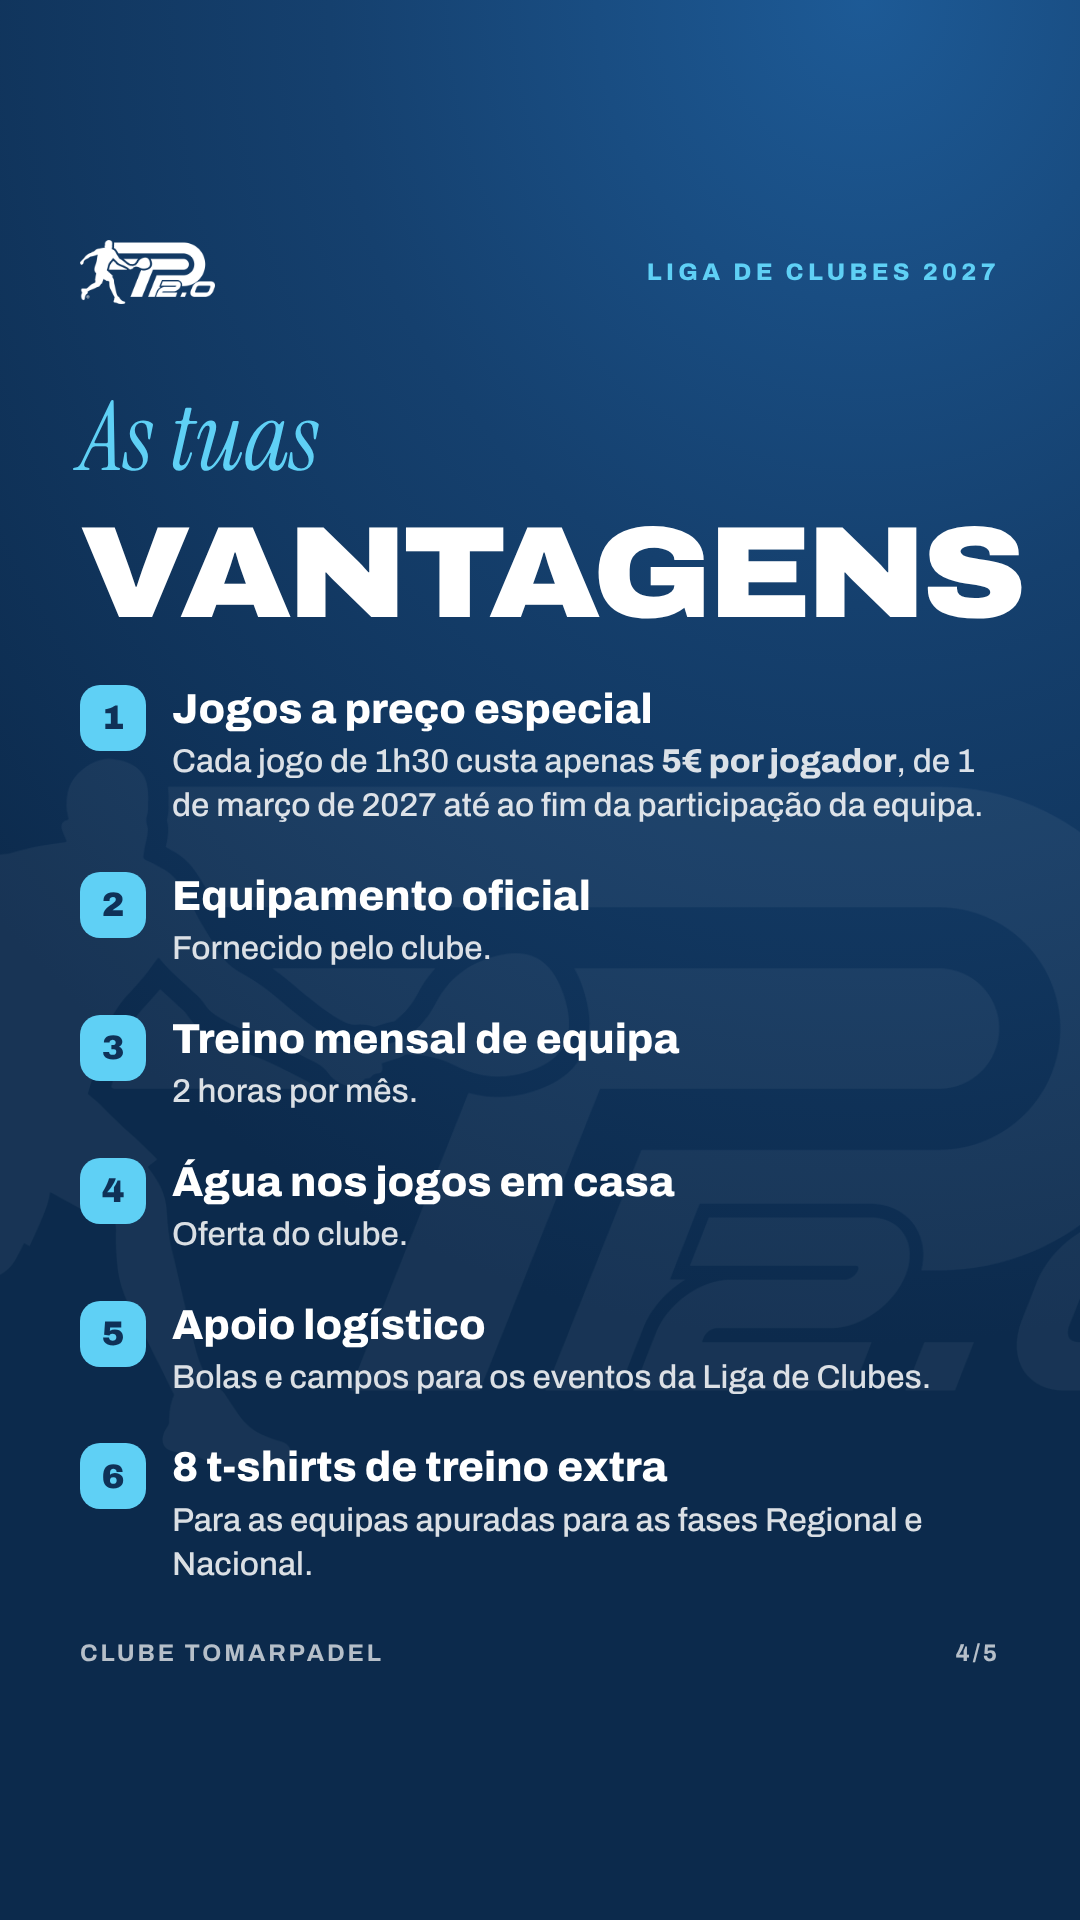 TP2.0
LIGA DE CLUBES 2027
As tuas
VANTAGENS
1
Jogos a preço especial
Cada jogo de 1h30 custa apenas 5€ por jogador, de 1
de março de 2027 até ao fim da participação da equipa.
2
Equipamento oficial
Fornecido pelo clube.
3
Treino mensal de equipa
2 horas por mês.
4
Água nos jogos em casa
Oferta do clube.
5
Apoio logístico
Bolas e campos para os eventos da Liga de Clubes.
6
8 t-shirts de treino extra
Para as equipas apuradas para as fases Regional e
Nacional.
CLUBE TOMARPADEL
4/5